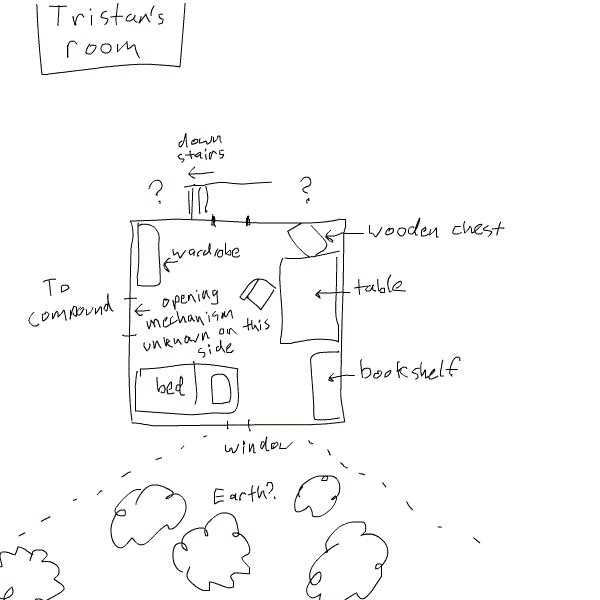 Tristan's
room
down
stairs
?
?
wooden chest
wardrobe
To
compound
table
opening
mechanism
unknown on this
side
bookshelf
bed
window
Earth?